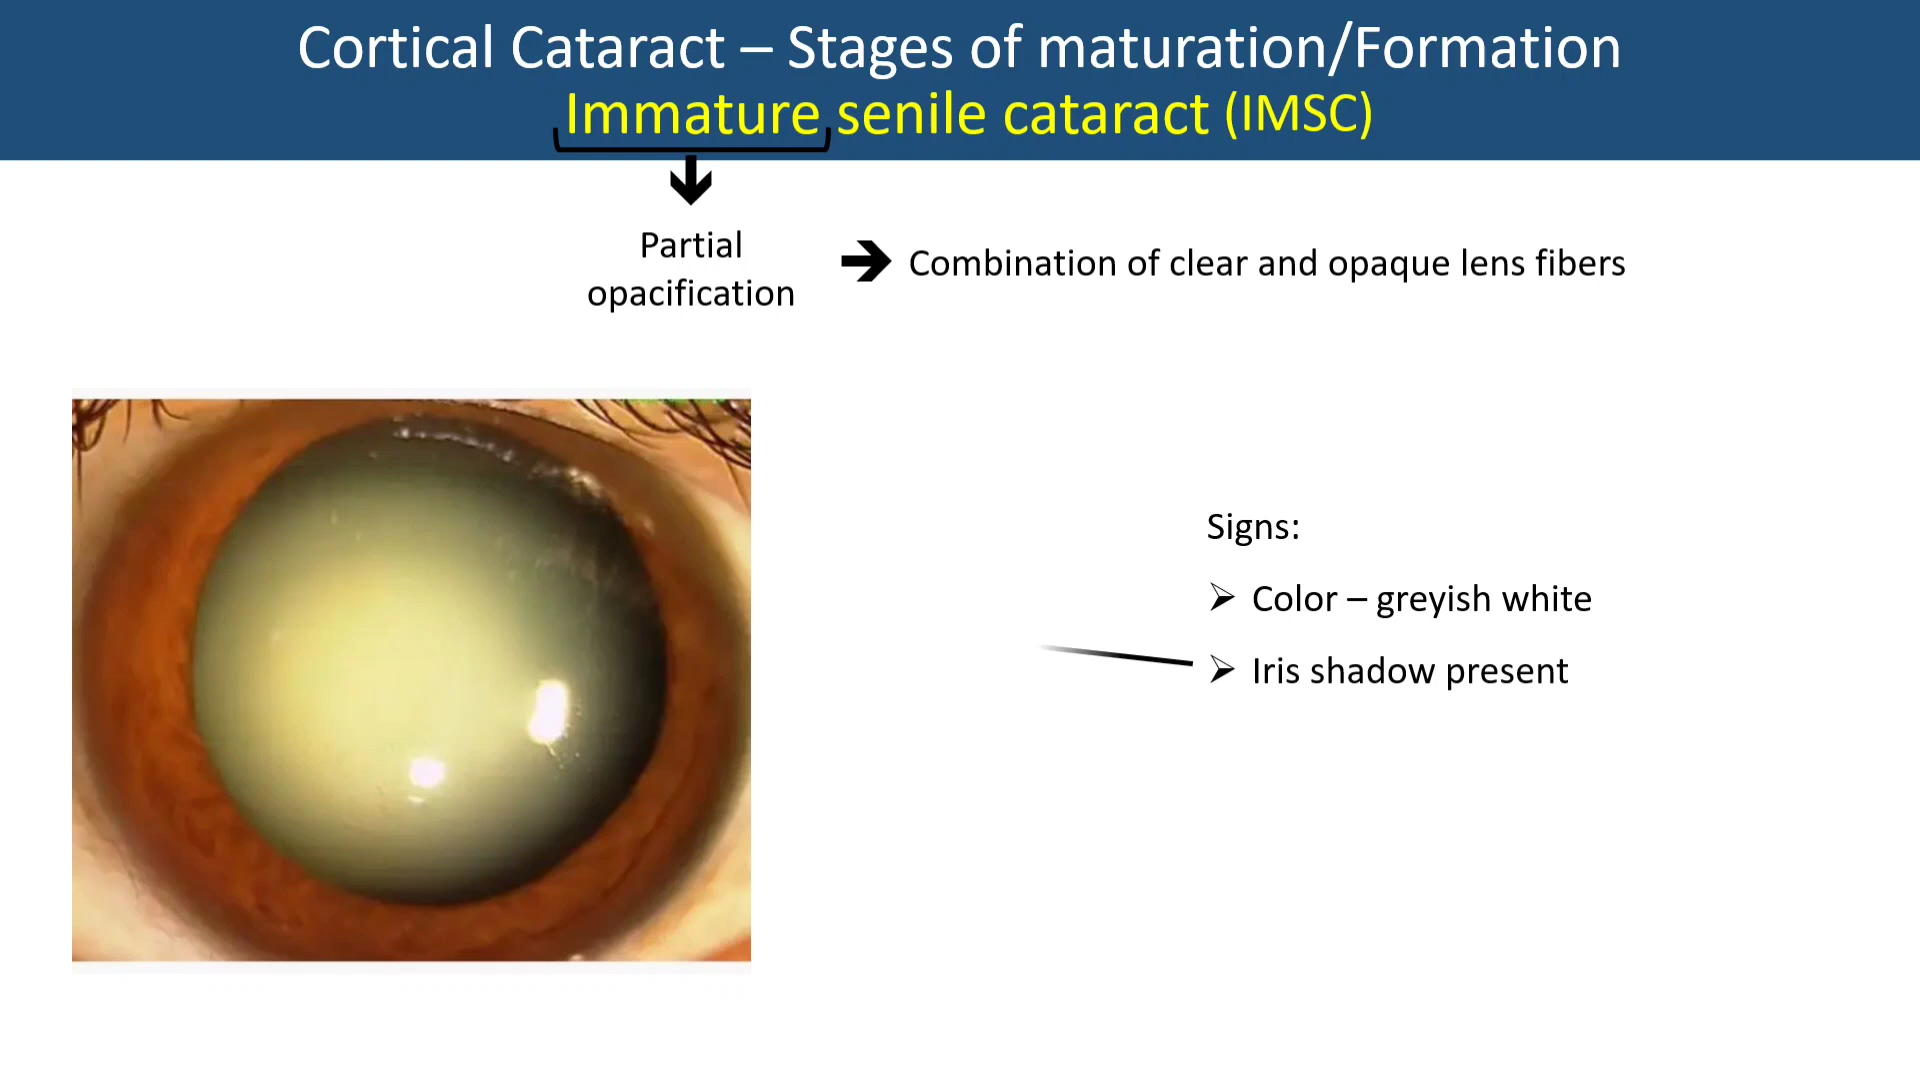 Cortical Cataract – Stages of maturation/Formation
Immature senile cataract (IMSC)
Partial
opacification
Combination of clear and opaque lens fibers
Signs:
Color – greyish white
Iris shadow present